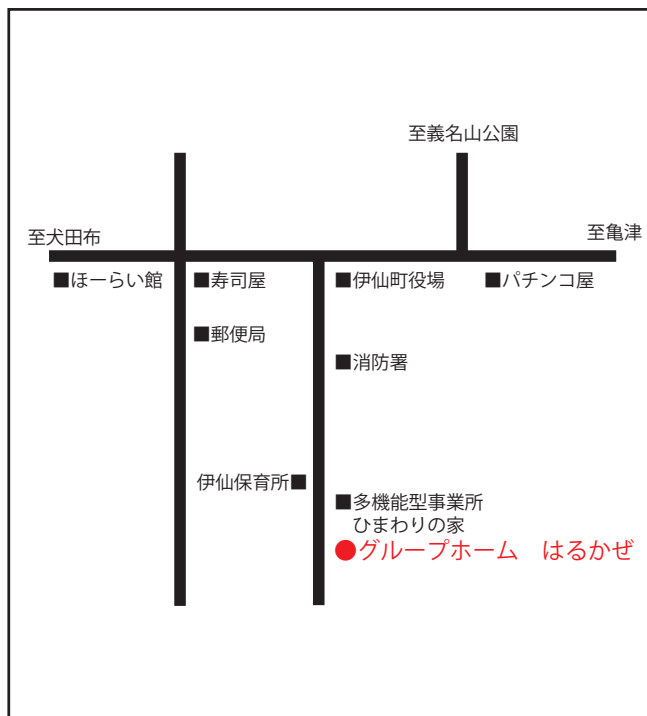 至義名山公園
至犬田布
至亀津
■ほーらい館
■寿司屋
■伊仙町役場
■パチンコ屋
■郵便局
■消防署
伊仙保育所■
■多機能型事業所
ひまわりの家
●グループホーム　はるかぜ